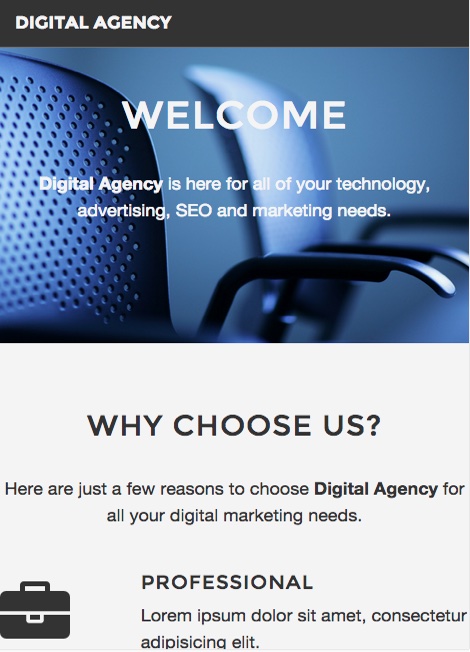 DIGITAL AGENCY
WELCOME
Digital Agency is here for all of your technology,
advertising, SEO and marketing needs.
WHY CHOOSE US?
Here are just a few reasons to choose Digital Agency for
all your digital marketing needs.
PROFESSIONAL
Lorem ipsum dolor sit amet, consectetur
adipisicing elit.